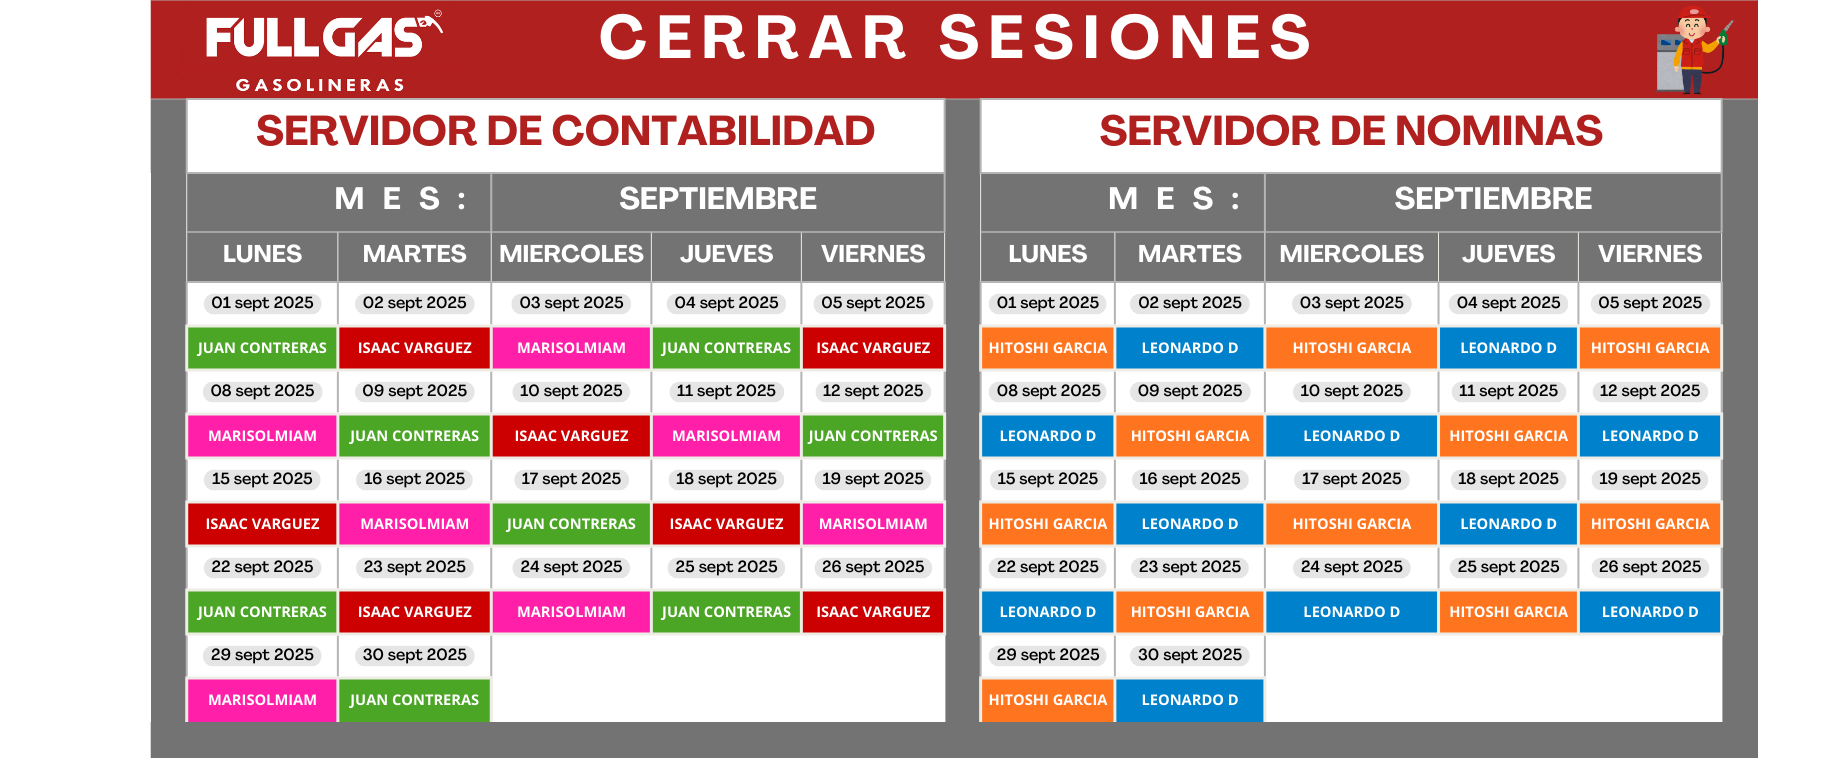 FULLGAS
GASOLINERAS
CERRAR SESIONES
SERVIDOR DE CONTABILIDAD
MES: SEPTIEMBRE
LUNES MARTES MIERCOLES JUEVES VIERNES
01 sept 2025 02 sept 2025 03 sept 2025 04 sept 2025 05 sept 2025
JUAN CONTRERAS ISAAC VARGUEZ MARISOLMIAM JUAN CONTRERAS ISAAC VARGUEZ
08 sept 2025 09 sept 2025 10 sept 2025 11 sept 2025 12 sept 2025
MARISOLMIAM JUAN CONTRERAS ISAAC VARGUEZ MARISOLMIAM JUAN CONTRERAS
15 sept 2025 16 sept 2025 17 sept 2025 18 sept 2025 19 sept 2025
ISAAC VARGUEZ MARISOLMIAM JUAN CONTRERAS ISAAC VARGUEZ MARISOLMIAM
22 sept 2025 23 sept 2025 24 sept 2025 25 sept 2025 26 sept 2025
JUAN CONTRERAS ISAAC VARGUEZ MARISOLMIAM JUAN CONTRERAS ISAAC VARGUEZ
29 sept 2025 30 sept 2025
MARISOLMIAM JUAN CONTRERAS
SERVIDOR DE NOMINAS
MES: SEPTIEMBRE
LUNES MARTES MIERCOLES JUEVES VIERNES
01 sept 2025 02 sept 2025 03 sept 2025 04 sept 2025 05 sept 2025
HITOSHI GARCIA LEONARDO D HITOSHI GARCIA LEONARDO D HITOSHI GARCIA
08 sept 2025 09 sept 2025 10 sept 2025 11 sept 2025 12 sept 2025
LEONARDO D HITOSHI GARCIA LEONARDO D HITOSHI GARCIA LEONARDO D
15 sept 2025 16 sept 2025 17 sept 2025 18 sept 2025 19 sept 2025
HITOSHI GARCIA LEONARDO D HITOSHI GARCIA LEONARDO D HITOSHI GARCIA
22 sept 2025 23 sept 2025 24 sept 2025 25 sept 2025 26 sept 2025
LEONARDO D HITOSHI GARCIA LEONARDO D HITOSHI GARCIA LEONARDO D
29 sept 2025 30 sept 2025
HITOSHI GARCIA LEONARDO D